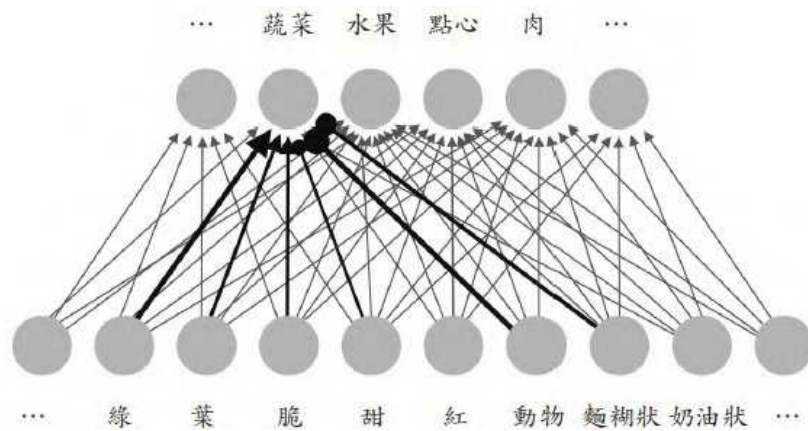 … 蔬菜 水果 點心 肉 …
… 綠 葉 脆 甜 紅 動物 麵糊狀 奶油狀 …